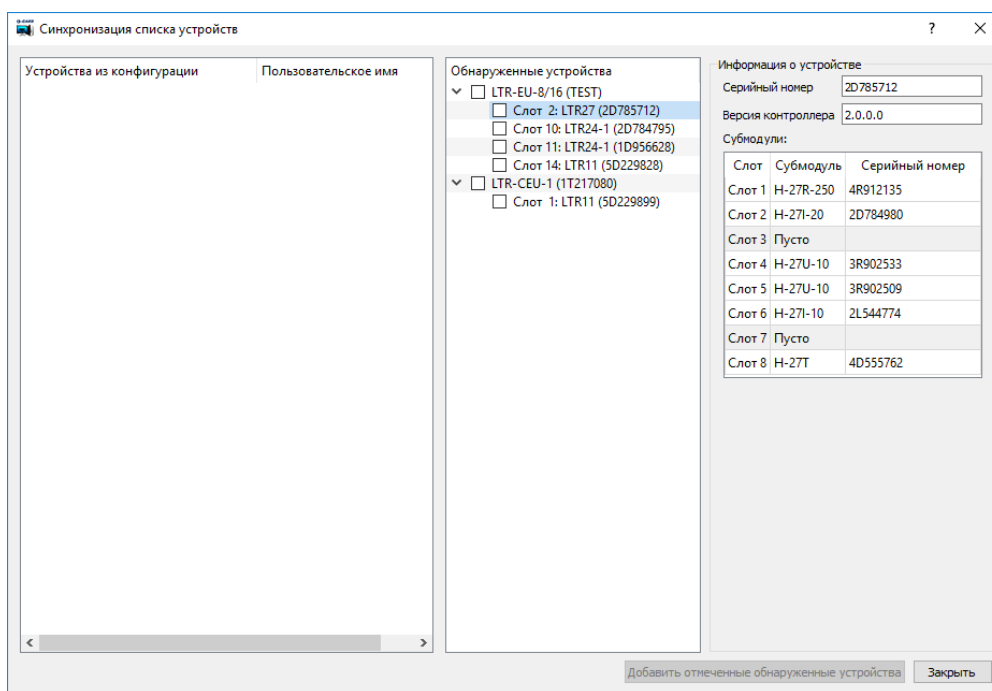 Синхронизация списка устройств
?
Устройства из конфигурации Пользовательское имя
Обнаруженные устройства
LTR-EU-8/16 (TEST)
Слот 2: LTR27 (2D785712)
Слот 10: LTR24-1 (2D784795)
Слот 11: LTR24-1 (1D956628)
Слот 14: LTR11 (5D229828)
LTR-CEU-1 (1T217080)
Слот 1: LTR11 (5D229899)
Информация о устройстве
Серийный номер 2D785712
Версия контроллера 2.0.0.0
Субмодули:
Слот Субмодуль Серийный номер
Слот 1 H-27R-250 4R912135
Слот 2 H-27I-20 2D784980
Слот 3 Пусто
Слот 4 H-27U-10 3R902533
Слот 5 H-27U-10 3R902509
Слот 6 H-27I-10 2L544774
Слот 7 Пусто
Слот 8 H-27T 4D555762
Добавить отмеченные обнаруженные устройства Закрыть